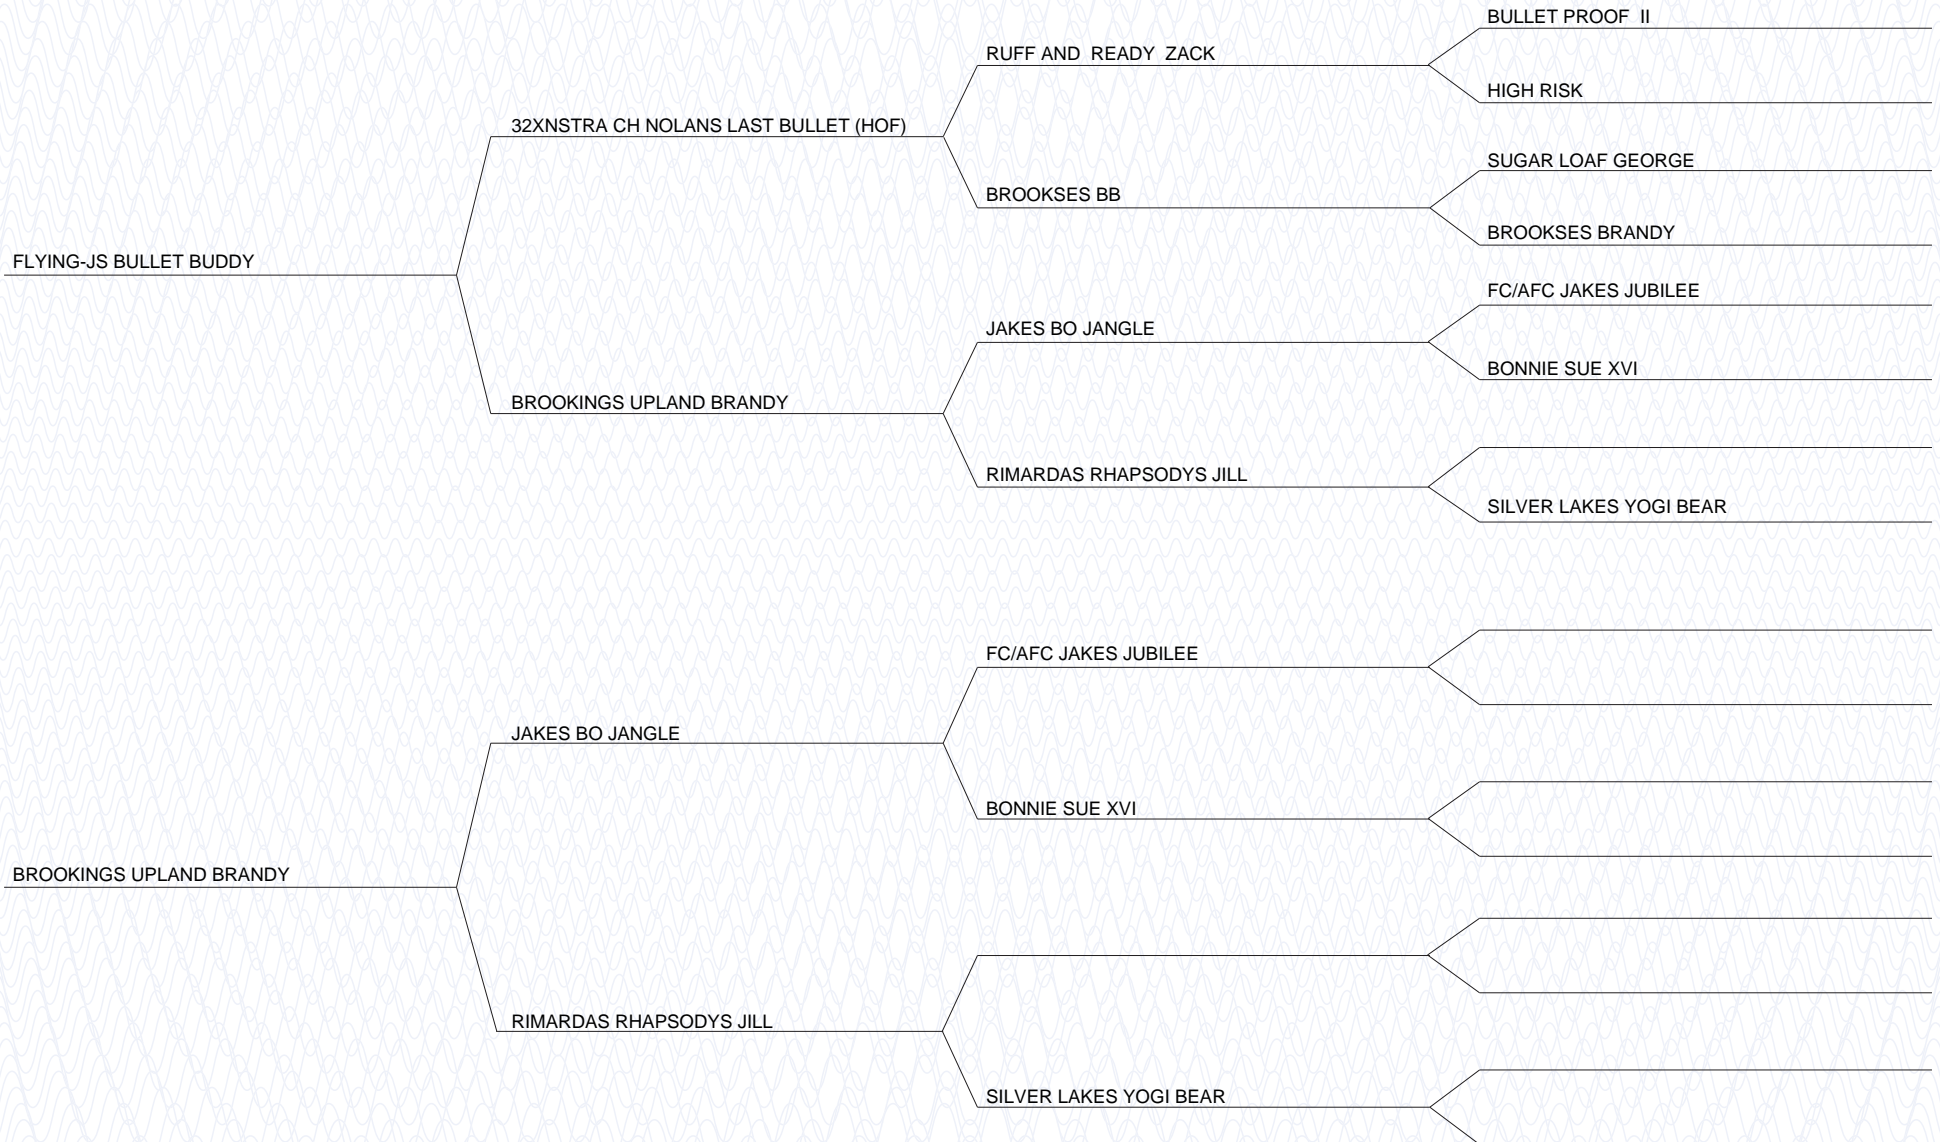 BULLET PROOF  II
RUFF AND  READY  ZACK
HIGH RISK
32XNSTRA CH NOLANS LAST BULLET (HOF)
SUGAR LOAF GEORGE
BROOKSES BB
BROOKSES BRANDY
FLYING-JS BULLET BUDDY
FC/AFC JAKES JUBILEE
JAKES BO JANGLE
BONNIE SUE XVI
BROOKINGS UPLAND BRANDY
RIMARDAS RHAPSODYS JILL
SILVER LAKES YOGI BEAR
FC/AFC JAKES JUBILEE
JAKES BO JANGLE
BONNIE SUE XVI
BROOKINGS UPLAND BRANDY
RIMARDAS RHAPSODYS JILL
SILVER LAKES YOGI BEAR